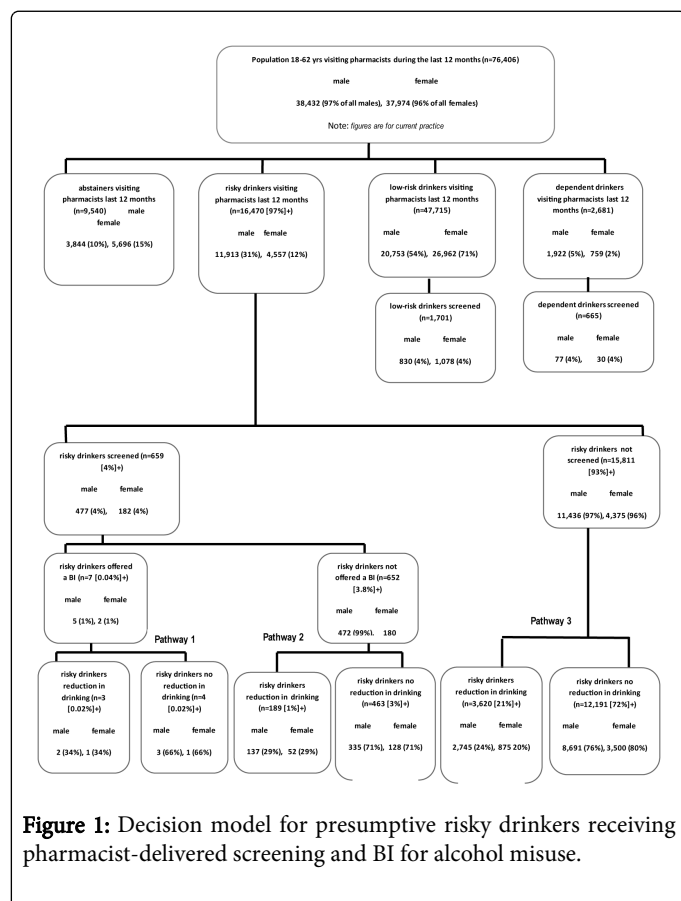 Population 18-62 yrs visiting pharmacists during the last 12 months (n=76,406)
male female
38,432 (97% of all males), 37,974 (96% of all females)
Note: figures are for current practice
abstainers visiting
pharmacists last 12 months
(n=9,540) male
female
3,844 (10%), 5,696 (15%)
risky drinkers visiting
pharmacists last 12 months
(n=16,470 [97%]+)
male female
11,913 (31%), 4,557 (12%)
low-risk drinkers visiting
pharmacists last 12 months
(n=47,715)
male female
20,753 (54%), 26,962 (71%)
dependent drinkers
visiting pharmacists last 12
months (n=2,681)
male female
1,922 (5%), 759 (2%)
low-risk drinkers screened
(n=1,701)
male female
830 (4%), 1,078 (4%)
dependent drinkers screened
(n=665)
male female
77 (4%), 30 (4%)
risky drinkers screened (n=659
[4%]+)
male female
477 (4%), 182 (4%)
risky drinkers not
screened (n=15,811
[93%]+)
male female
11,436 (97%), 4,375 (96%)
risky drinkers offered
a BI (n=7 [0.04%]+)
male female
5 (1%), 2 (1%)
risky drinkers not
offered a BI (n=652
[3.8%]+)
male female
472 (99%), 180
Pathway 1
Pathway 2
Pathway 3
risky drinkers
reduction in
drinking (n=3
[0.02%]+)
male female
2 (34%), 1 (34%)
risky drinkers no
reduction in
drinking (n=4
[0.02%]+)
male female
3 (66%), 1 (66%)
risky drinkers
reduction in drinking
(n=189 [1%]+)
male female
137 (29%), 52 (29%)
risky drinkers no
reduction in drinking
(n=463 [3%]+)
male female
335 (71%), 128 (71%)
risky drinkers
reduction in drinking
(n=3,620 [21%]+)
male female
2,745 (24%), 875 20%)
risky drinkers no
reduction in drinking
(n=12,191 [72%]+)
male female
8,691 (76%), 3,500 (80%)
Figure 1: Decision model for presumptive risky drinkers receiving
pharmacist-delivered screening and BI for alcohol misuse.